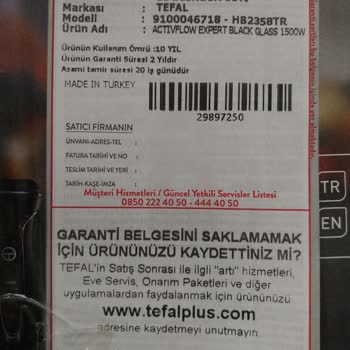 Markası : TEFAL
Modeli : 9100046718 - HB2358TR
Ürün Adı : ACTIVFLOW EXPERT BLACK GLASS 1500W
Ürünün Kullanım Ömrü :10 YIL
Ürünün Garanti Süresi 2 Yıldır
Azami tamir süresi 20 iş günüdür
MADE IN TURKEY
29897250
SATICI FİRMANIN
ÜNVANI-ADRES-TEL :
FATURA TARİHİ VE NO :
TESLİM TARİHİ VE YERİ :
TARİH-KAŞE-İMZA :
Müşteri Hizmetleri / Güncel Yetkili Servisler Listesi
0850 222 40 50 - 444 40 50
TR
EN
GARANTİ BELGESİNİ SAKLAMAMAK
İÇİN ÜRÜNÜNÜZÜ KAYDETTİNİZ Mİ?
TEFAL'in Satış Sonrası ile ilgili "artı" hizmetleri,
Eve Servis, Onarım Paketleri ve diğer
uygulamalardan faydalanmak için ürününüzü
www.tefalplus.com
adresine kaydetmeyi unutmayın